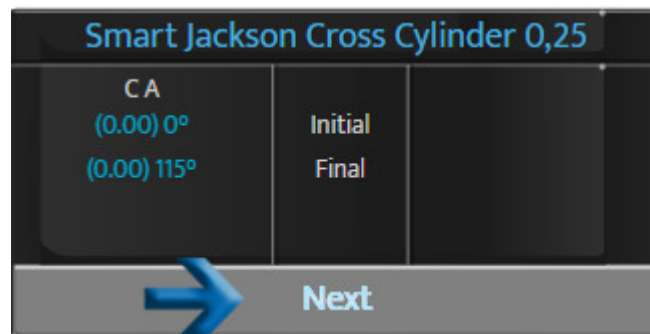 Smart Jackson Cross Cylinder 0,25
C A
(0.00) 0º Initial
(0.00) 115º Final
Next